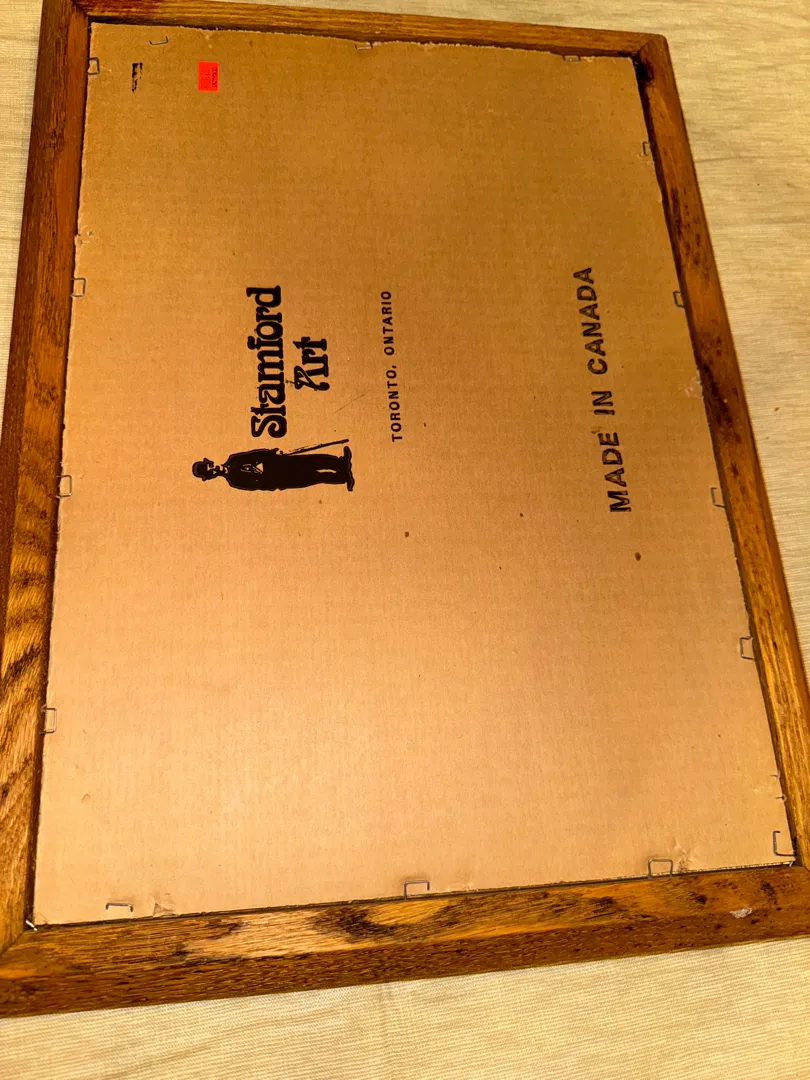 Stamford
Art
TORONTO, ONTARIO
MADE IN CANADA